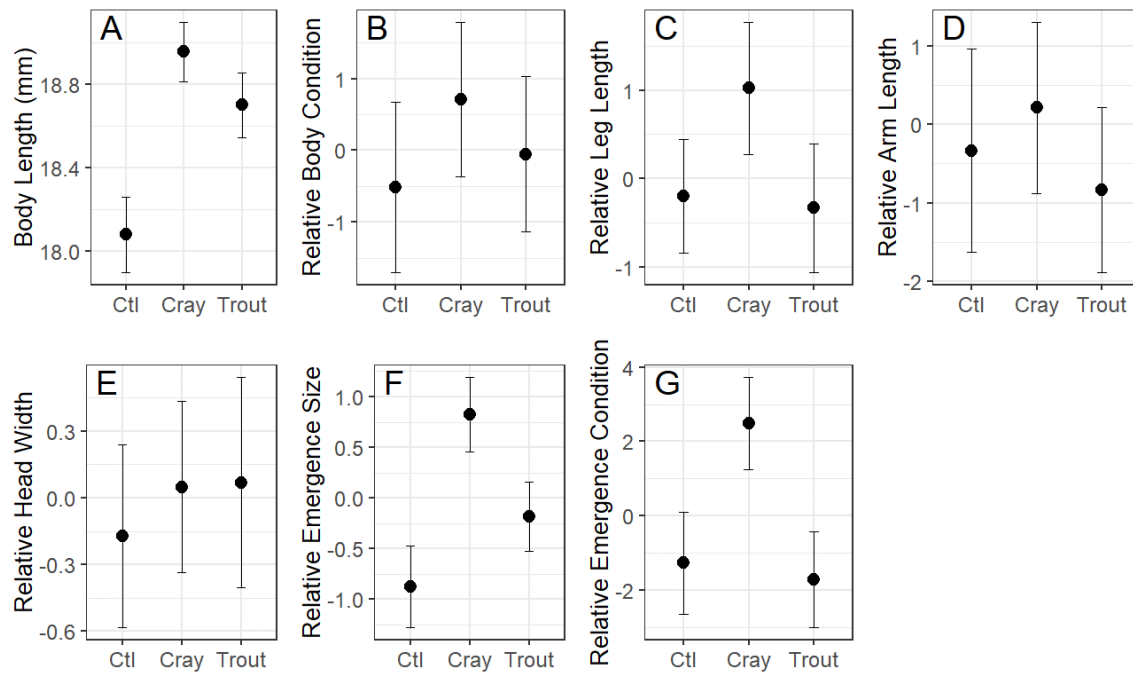 A
Body Length (mm)
18.8
18.4
18.0
Ctl Cray Trout
B
Relative Body Condition
1
0
-1
Ctl Cray Trout
C
Relative Leg Length
1
0
-1
Ctl Cray Trout
D
Relative Arm Length
1
0
-1
-2
Ctl Cray Trout
E
Relative Head Width
0.3
0.0
-0.3
-0.6
Ctl Cray Trout
F
Relative Emergence Size
1.0
0.5
0.0
-0.5
-1.0
Ctl Cray Trout
G
Relative Emergence Condition
4
2
0
-2
Ctl Cray Trout